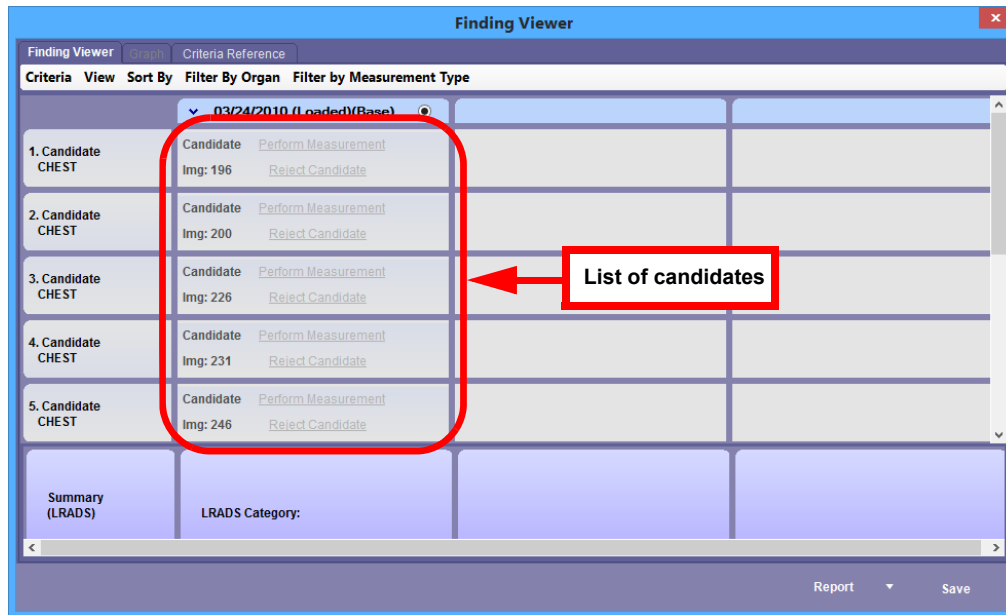 Finding Viewer
x
Finding Viewer Graph Criteria Reference
Criteria View Sort By Filter By Organ Filter by Measurement Type
03/24/2010 (Loaded)(Base)
1. Candidate
CHEST
Candidate Perform Measurement
Img: 196 Reject Candidate
2. Candidate
CHEST
Candidate Perform Measurement
Img: 200 Reject Candidate
3. Candidate
CHEST
Candidate Perform Measurement
Img: 226 Reject Candidate
List of candidates
4. Candidate
CHEST
Candidate Perform Measurement
Img: 231 Reject Candidate
5. Candidate
CHEST
Candidate Perform Measurement
Img: 246 Reject Candidate
Summary
(LRADS)
LRADS Category:
Report Save